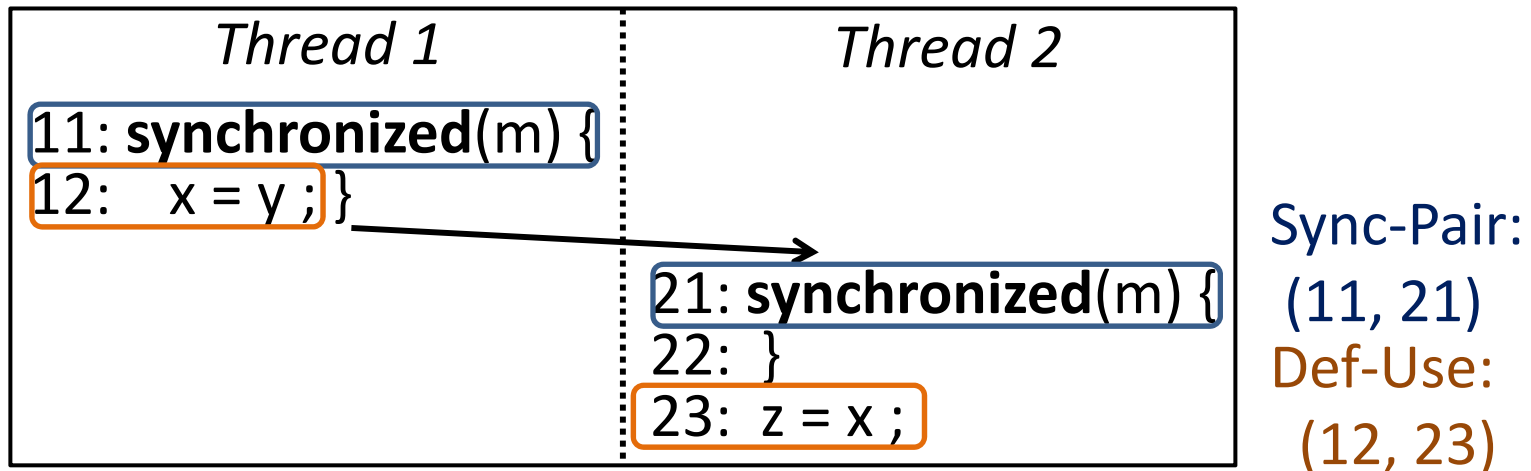 Thread 1
11: synchronized(m) {
12: x = y ; }
Thread 2
21: synchronized(m) {
22: }
23: z = x ;
Sync-Pair:
(11, 21)
Def-Use:
(12, 23)